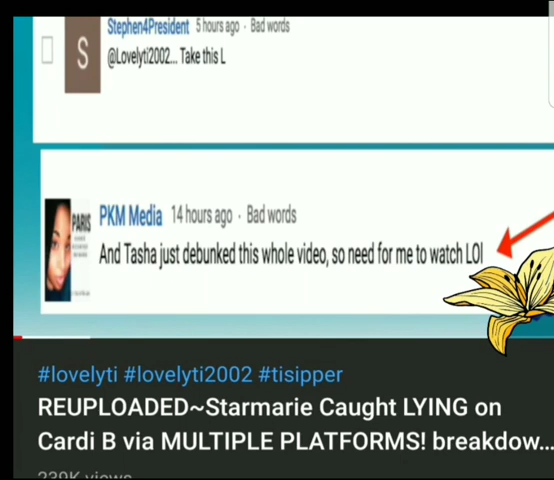 Stephen4President 5 hours ago · Bad words
S
@Lovelyti2002... Take this L
PARIS
PKM Media 14 hours ago · Bad words
And Tasha just debunked this whole video, so need for me to watch LOl
#lovelyti #lovelyti2002 #tisipper
REUPLOADED~Starmarie Caught LYING on
Cardi B via MULTIPLE PLATFORMS! breakdow...
239K views